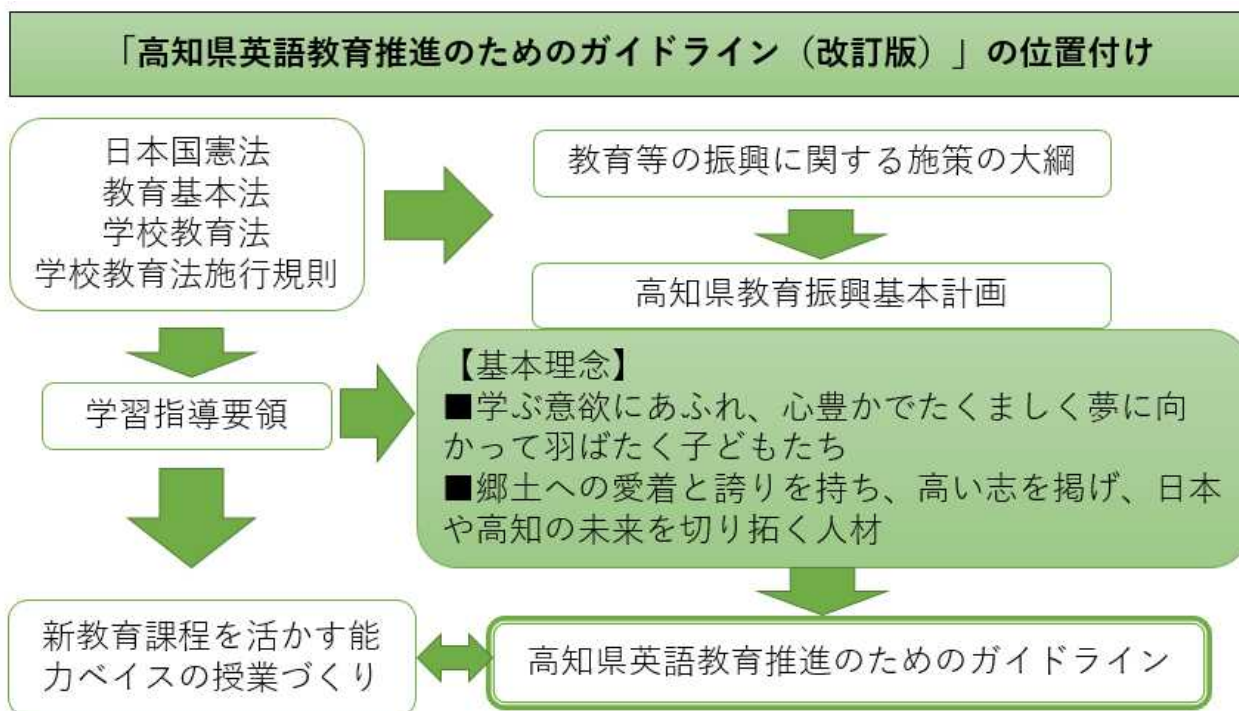 「高知県英語教育推進のためのガイドライン（改訂版）」の位置付け
日本国憲法
教育基本法
学校教育法
学校教育法施行規則
教育等の振興に関する施策の大綱
高知県教育振興基本計画
学習指導要領
【基本理念】
■学ぶ意欲にあふれ、心豊かでたくましく夢に向
かって羽ばたく子どもたち
■郷土への愛着と誇りを持ち、高い志を掲げ、日本
や高知の未来を切り拓く人材
新教育課程を活かす能
力ベイスの授業づくり
高知県英語教育推進のためのガイドライン